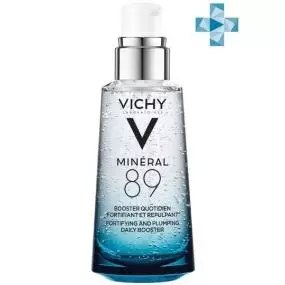 VICHY
LABORATOIRES
V
MINÉRAL
89
BOOSTER QUOTIDIEN
FORTIFIANT ET REPULPANT*
FORTIFYING AND PLUMPING
DAILY BOOSTER